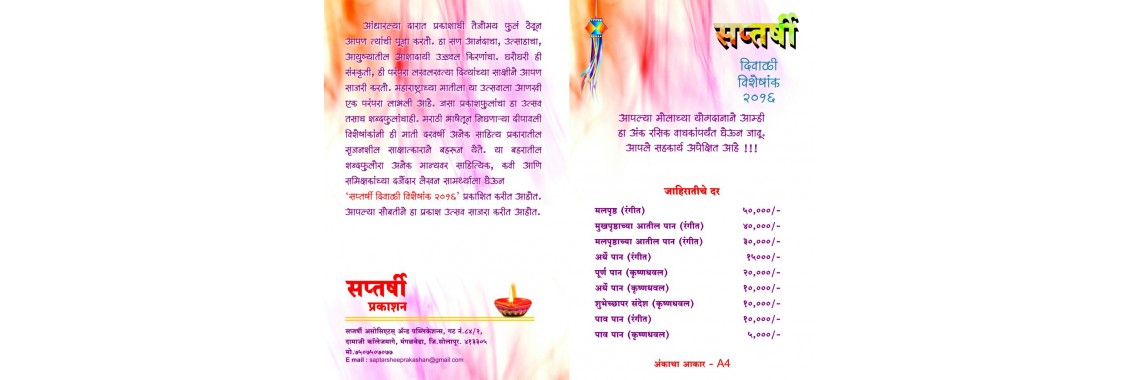 आंधारल्या दारात प्रकाशाची तेजोमय फुलं ठेवून
आपण त्यांची पूजा करतो. हा सण आनंदाचा, उत्साहाचा,
आयुष्यातील आशादायी उज्वल किरणांचा. घरोघरी ही
संस्कृती, ही परंपरा लखलखत्या दिव्यांच्या साक्षीने आपण
साजरी करतो. महाराष्ट्राच्या मातीला या उत्सवाला आणखी
एक परंपरा लाभली आहे. जसा प्रकाशफुलांचा हा उत्सव
तसाच शब्दफुलांचाही. मराठी भाषेतून निघणाऱ्या दीपावली
विशेषांकांनी ही माती दरवर्षी अनेक साहित्य प्रकारातील
सृजनशील साक्षात्काराने बहरून येते. या बहरातील
शब्दफुलोरा अनेक मान्यवर साहित्यिक, कवी आणि
समिक्षकांच्या दर्जेदार लेखन सामर्थ्याला घेऊन
'सप्तर्षी दिवाळी विशेषांक २०१६' प्रकाशित करीत आहोत.
आपल्या सोबतीने हा प्रकाश उत्सव साजरा करीत आहोत.
सप्तर्षी
प्रकाशन
सप्तर्षी असोसिएटस् ॲन्ड पब्लिकेशन्स, गट नं.८४/२,
दामाजी कॉलेजमागे, मंगळवेढा, जि.सोलापूर. ४१३३०५
मो.७५०७५०७०७७
E mail : saptarsheeprakashan@gmail.com
सप्तर्षी
दिवाळी
विशेषांक
२०१६
आपल्या मोलाच्या योगदानाने आम्ही
हा अंक रसिक वाचकांपर्यंत घेऊन जावू.
आपले सहकार्य अपेक्षित आहे !!!
जाहिरातीचे दर
मलपृष्ठ (रंगीत) ५०,०००/-
मुखपृष्ठाच्या आतील पान (रंगीत) ४०,०००/-
मलपृष्ठाच्या आतील पान (रंगीत) ३०,०००/-
अर्धे पान (रंगीत) १५०००/-
पूर्ण पान (कृष्णधवल) २०,०००/-
अर्धे पान (कृष्णधवल) १०,०००/-
शुभेच्छापर संदेश (कृष्णधवल) १०,०००/-
पाव पान (रंगीत) १०,०००/-
पाव पान (कृष्णधवल) ५,०००/-
अंकाचा आकार - A4